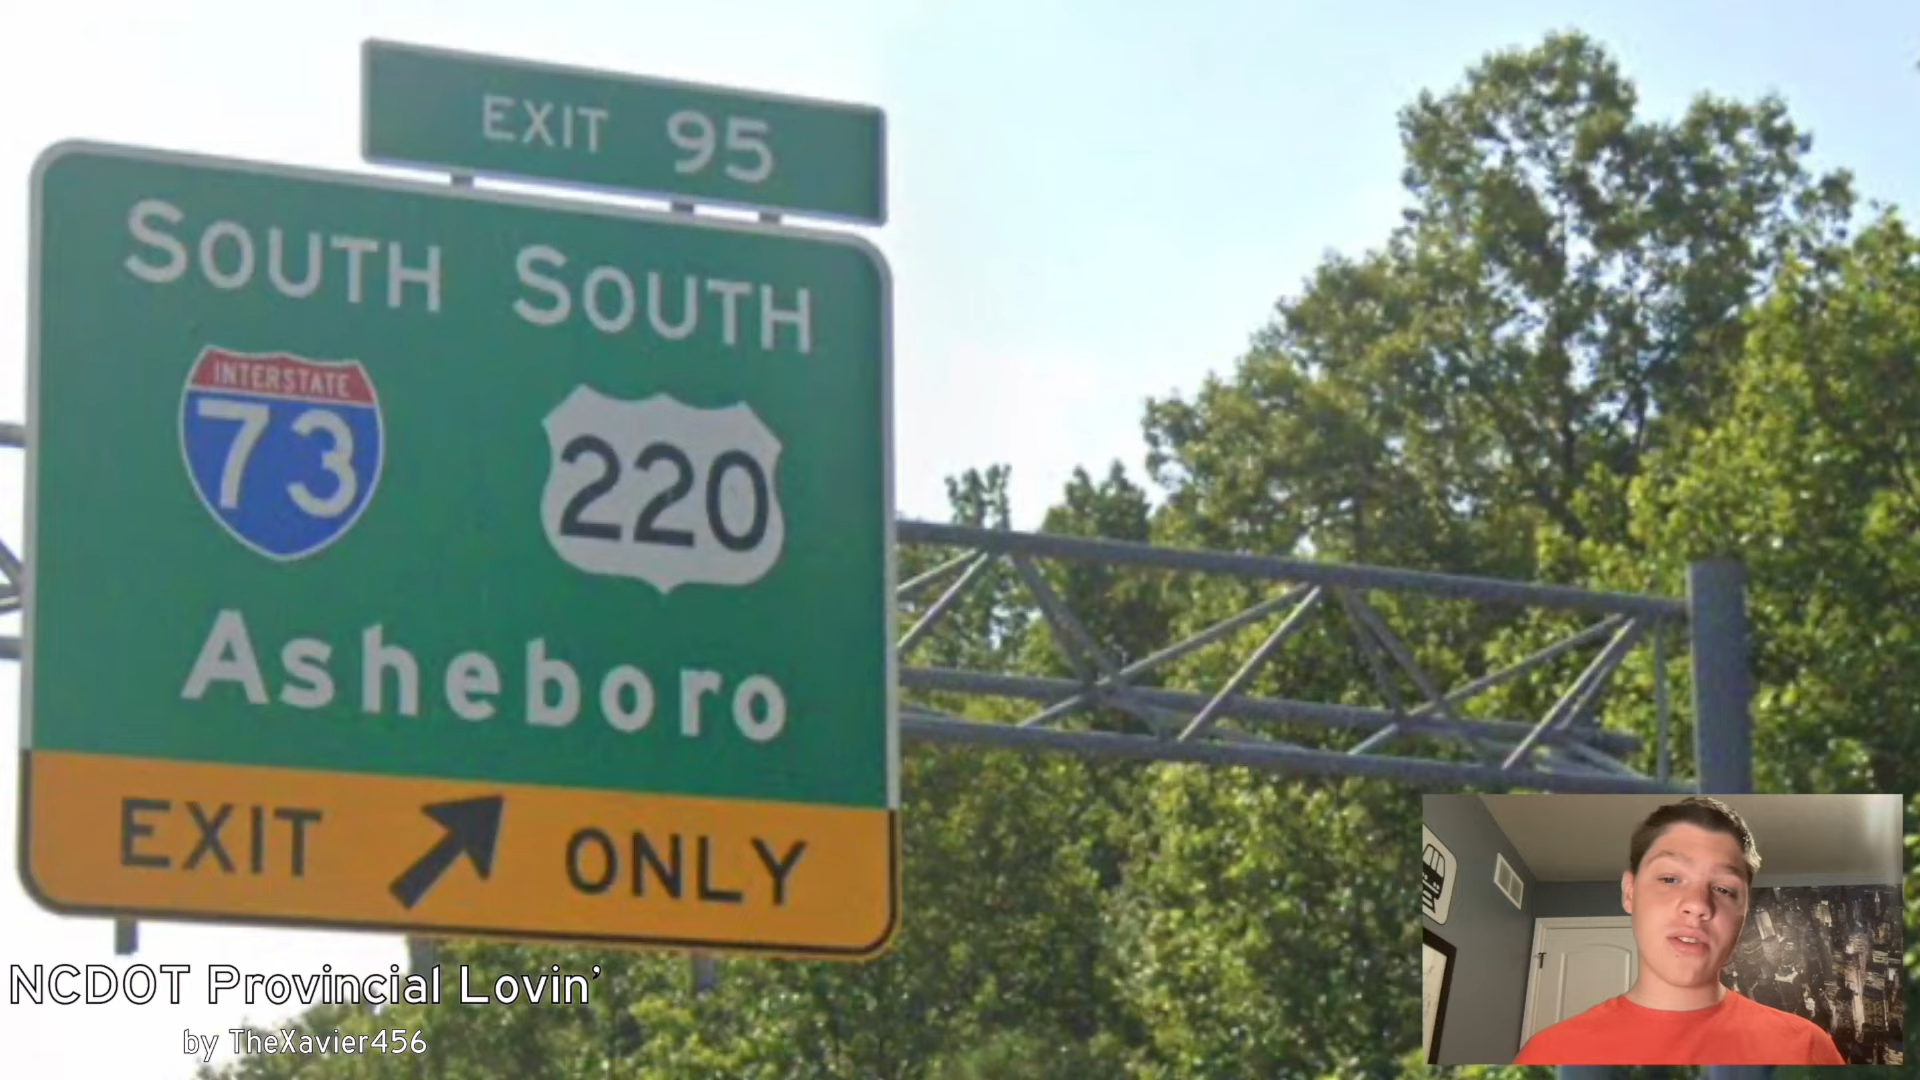 EXIT 95
SOUTH SOUTH
INTERSTATE
73
220
Asheboro
EXIT ONLY
NCDOT Provincial Lovin'
by TheXavier456